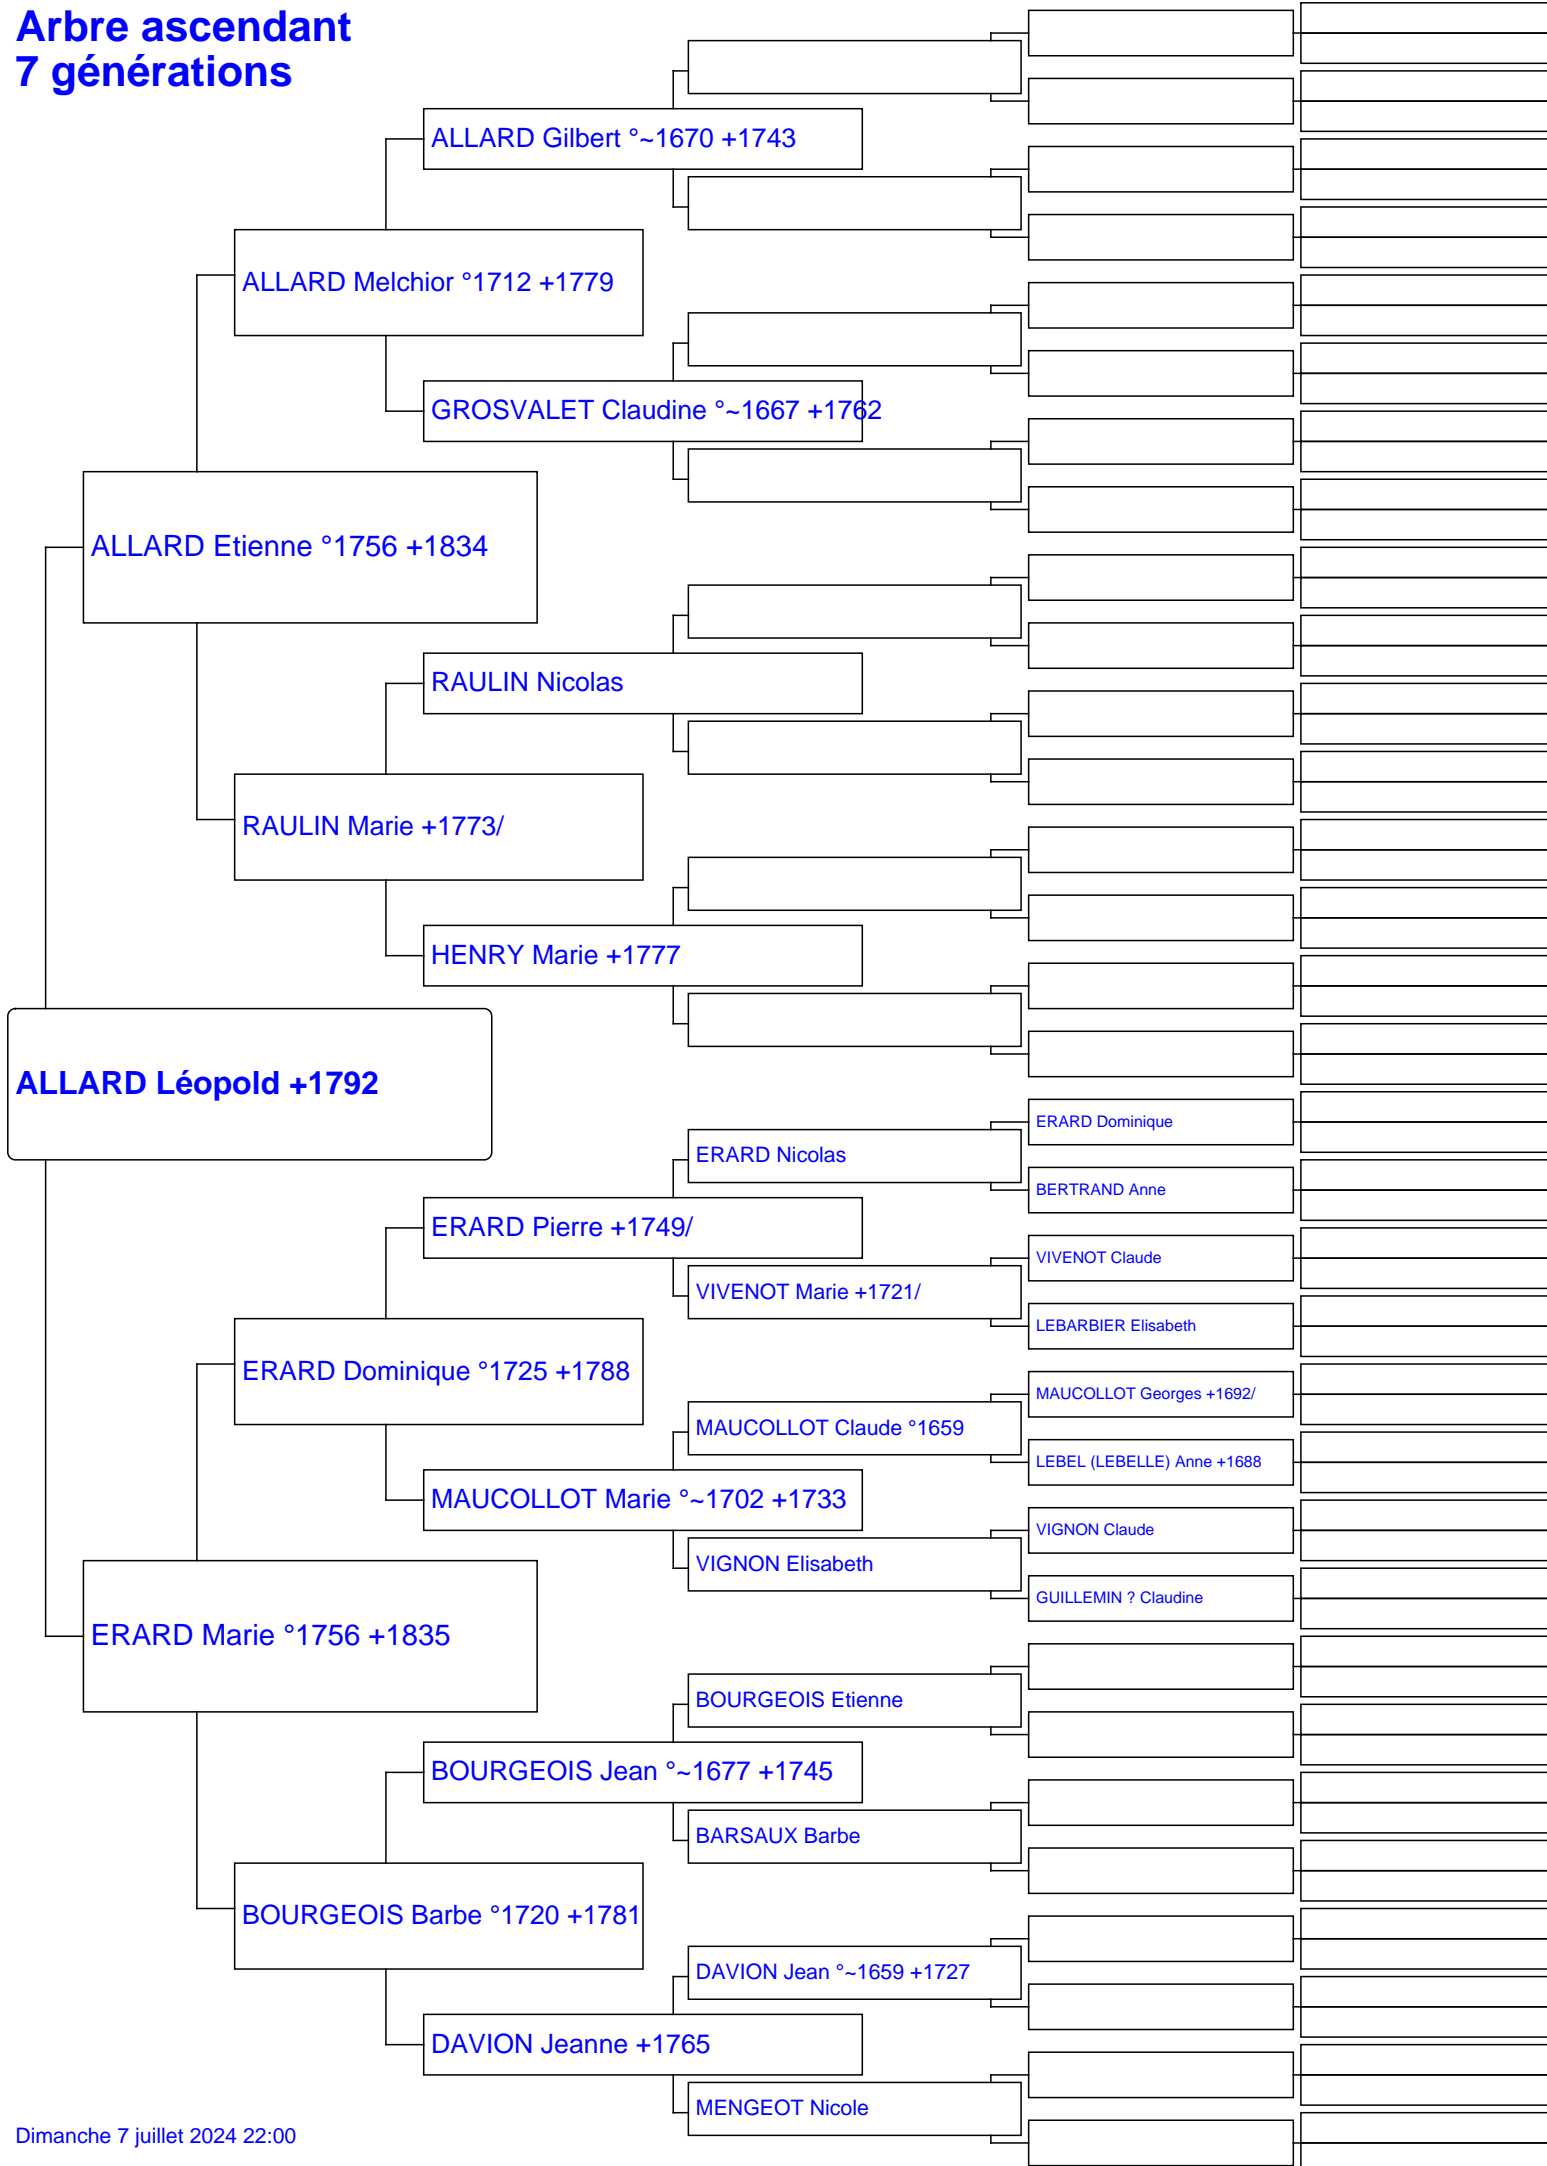 Arbre ascendant
7 générations
ALLARD Gilbert °~1670 +1743
ALLARD Melchior °1712 +1779
GROSVALET Claudine °~1667 +1762
ALLARD Etienne °1756 +1834
RAULIN Nicolas
RAULIN Marie +1773/
HENRY Marie +1777
ALLARD Léopold +1792
ERARD Dominique
ERARD Nicolas
BERTRAND Anne
ERARD Pierre +1749/
VIVENOT Claude
VIVENOT Marie +1721/
LEBARBIER Elisabeth
ERARD Dominique °1725 +1788
MAUCOLLOT Georges +1692/
MAUCOLLOT Claude °1659
LEBEL (LEBELLE) Anne +1688
MAUCOLLOT Marie °~1702 +1733
VIGNON Claude
VIGNON Elisabeth
GUILLEMIN ? Claudine
ERARD Marie °1756 +1835
BOURGEOIS Etienne
BOURGEOIS Jean °~1677 +1745
BARSAUX Barbe
BOURGEOIS Barbe °1720 +1781
DAVION Jean °~1659 +1727
DAVION Jeanne +1765
MENGEOT Nicole
Dimanche 7 juillet 2024 22:00